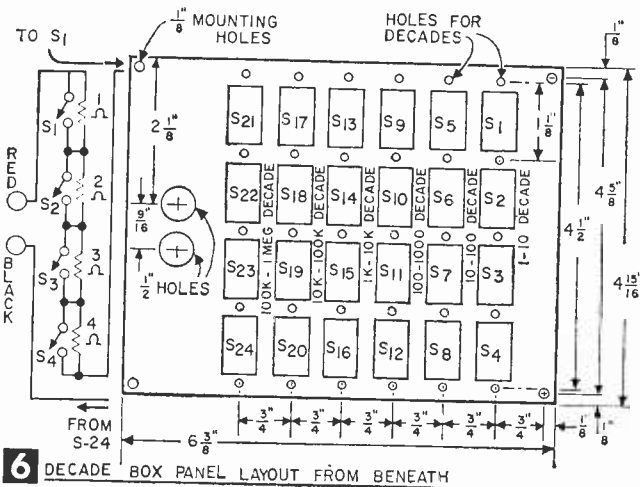 TO S1
1/8" MOUNTING HOLES
HOLES FOR DECADES
1/8"
S1
1
Ω
S2
2
Ω
S3
3
Ω
S4
4
Ω
RED
BLACK
2 1/8"
9/16"
1/2"
HOLES
S21
S17
S13
S9
S5
S1
S22
S18
S14
S10
S6
S2
S23
S19
S15
S11
S7
S3
S24
S20
S16
S12
S8
S4
100K-1MEG DECADE
10K-100K DECADE
1K-10K DECADE
100-1000 DECADE
10-100 DECADE
1-10 DECADE
1 1/8"
4 1/2"
4 5/8"
4 15/16"
3/4"
3/4"
3/4"
3/4"
3/4"
3/4"
1/8"
1/8"
FROM S-24
6 3/8"
6 DECADE BOX PANEL LAYOUT FROM BENEATH